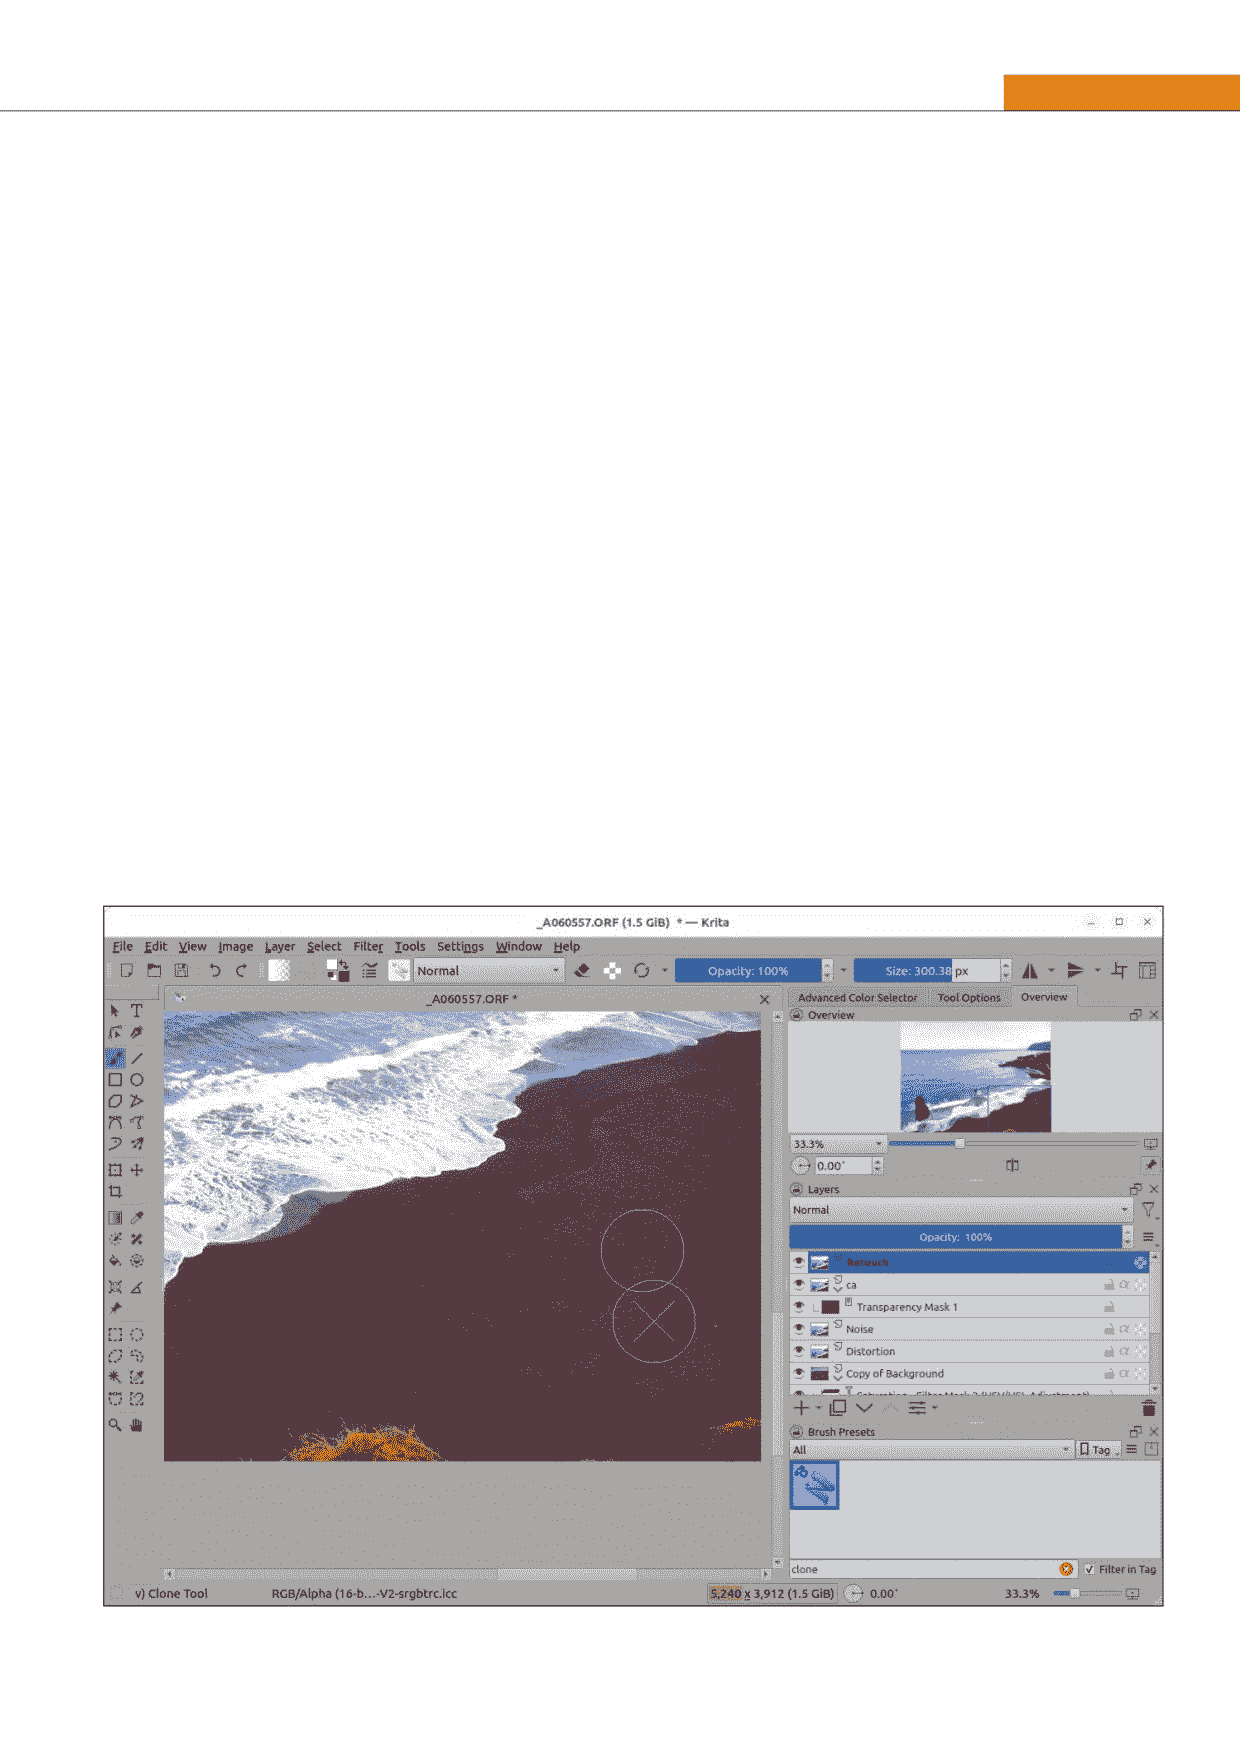 _A060557.ORF (1.5 GiB) * — Krita
File Edit View Image Layer Select Filter Tools Settings Window Help
Normal
Opacity: 100%
Size: 300.38 px
_A060557.ORF *
Advanced Color Selector Tool Options Overview
Overview
33.3%
0.00°
Layers
Normal
Opacity: 100%
Retouch
ca
Transparency Mask 1
Noise
Distortion
Copy of Background
Brush Presets
All
Tag
clone
Filter in Tag
v) Clone Tool
RGB/Alpha (16-b...-V2-srgbtrc.icc
5,240 x 3,912 (1.5 GiB)
0.00°
33.3%